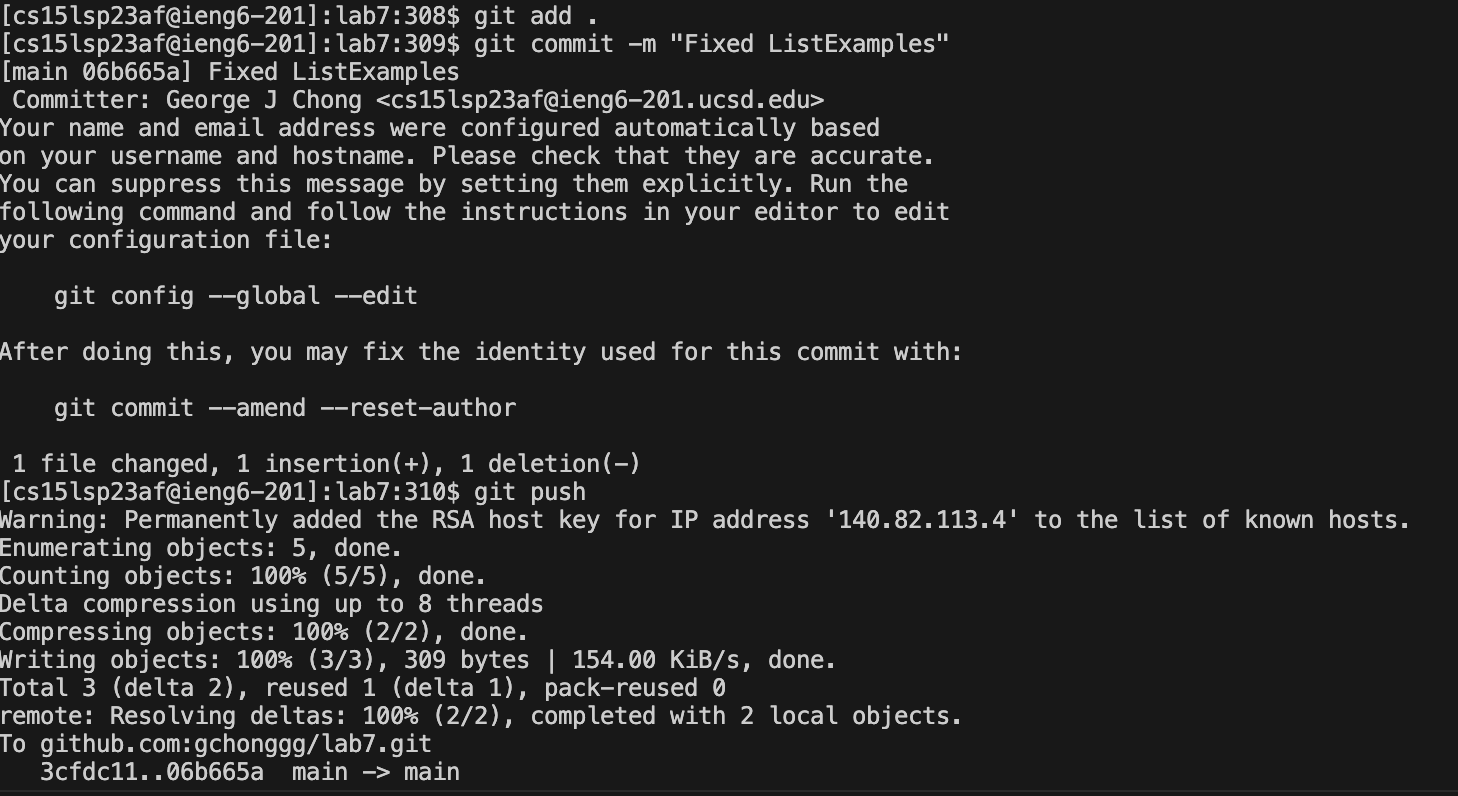 [cs15lsp23af@ieng6-201]:lab7:308$ git add .
[cs15lsp23af@ieng6-201]:lab7:309$ git commit -m "Fixed ListExamples"
[main 06b665a] Fixed ListExamples
 Committer: George J Chong <cs15lsp23af@ieng6-201.ucsd.edu>
Your name and email address were configured automatically based
on your username and hostname. Please check that they are accurate.
You can suppress this message by setting them explicitly. Run the
following command and follow the instructions in your editor to edit
your configuration file:

    git config --global --edit

After doing this, you may fix the identity used for this commit with:

    git commit --amend --reset-author

 1 file changed, 1 insertion(+), 1 deletion(-)
[cs15lsp23af@ieng6-201]:lab7:310$ git push
Warning: Permanently added the RSA host key for IP address '140.82.113.4' to the list of known hosts.
Enumerating objects: 5, done.
Counting objects: 100% (5/5), done.
Delta compression using up to 8 threads
Compressing objects: 100% (2/2), done.
Writing objects: 100% (3/3), 309 bytes | 154.00 KiB/s, done.
Total 3 (delta 2), reused 1 (delta 1), pack-reused 0
remote: Resolving deltas: 100% (2/2), completed with 2 local objects.
To github.com:gchonggg/lab7.git
   3cfdc11..06b665a  main -> main